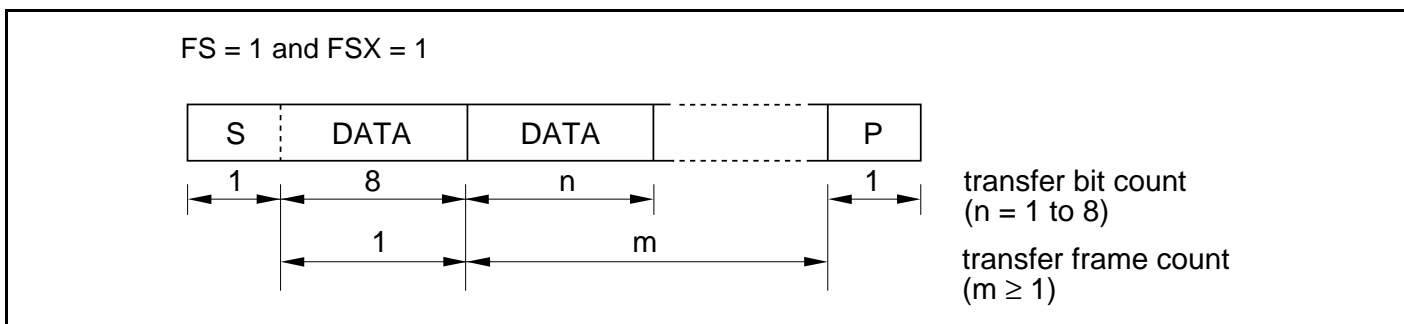 FS = 1 and FSX = 1
S DATA DATA P
1 8 n 1 transfer bit count
(n = 1 to 8)
1 m transfer frame count
(m ≥ 1)